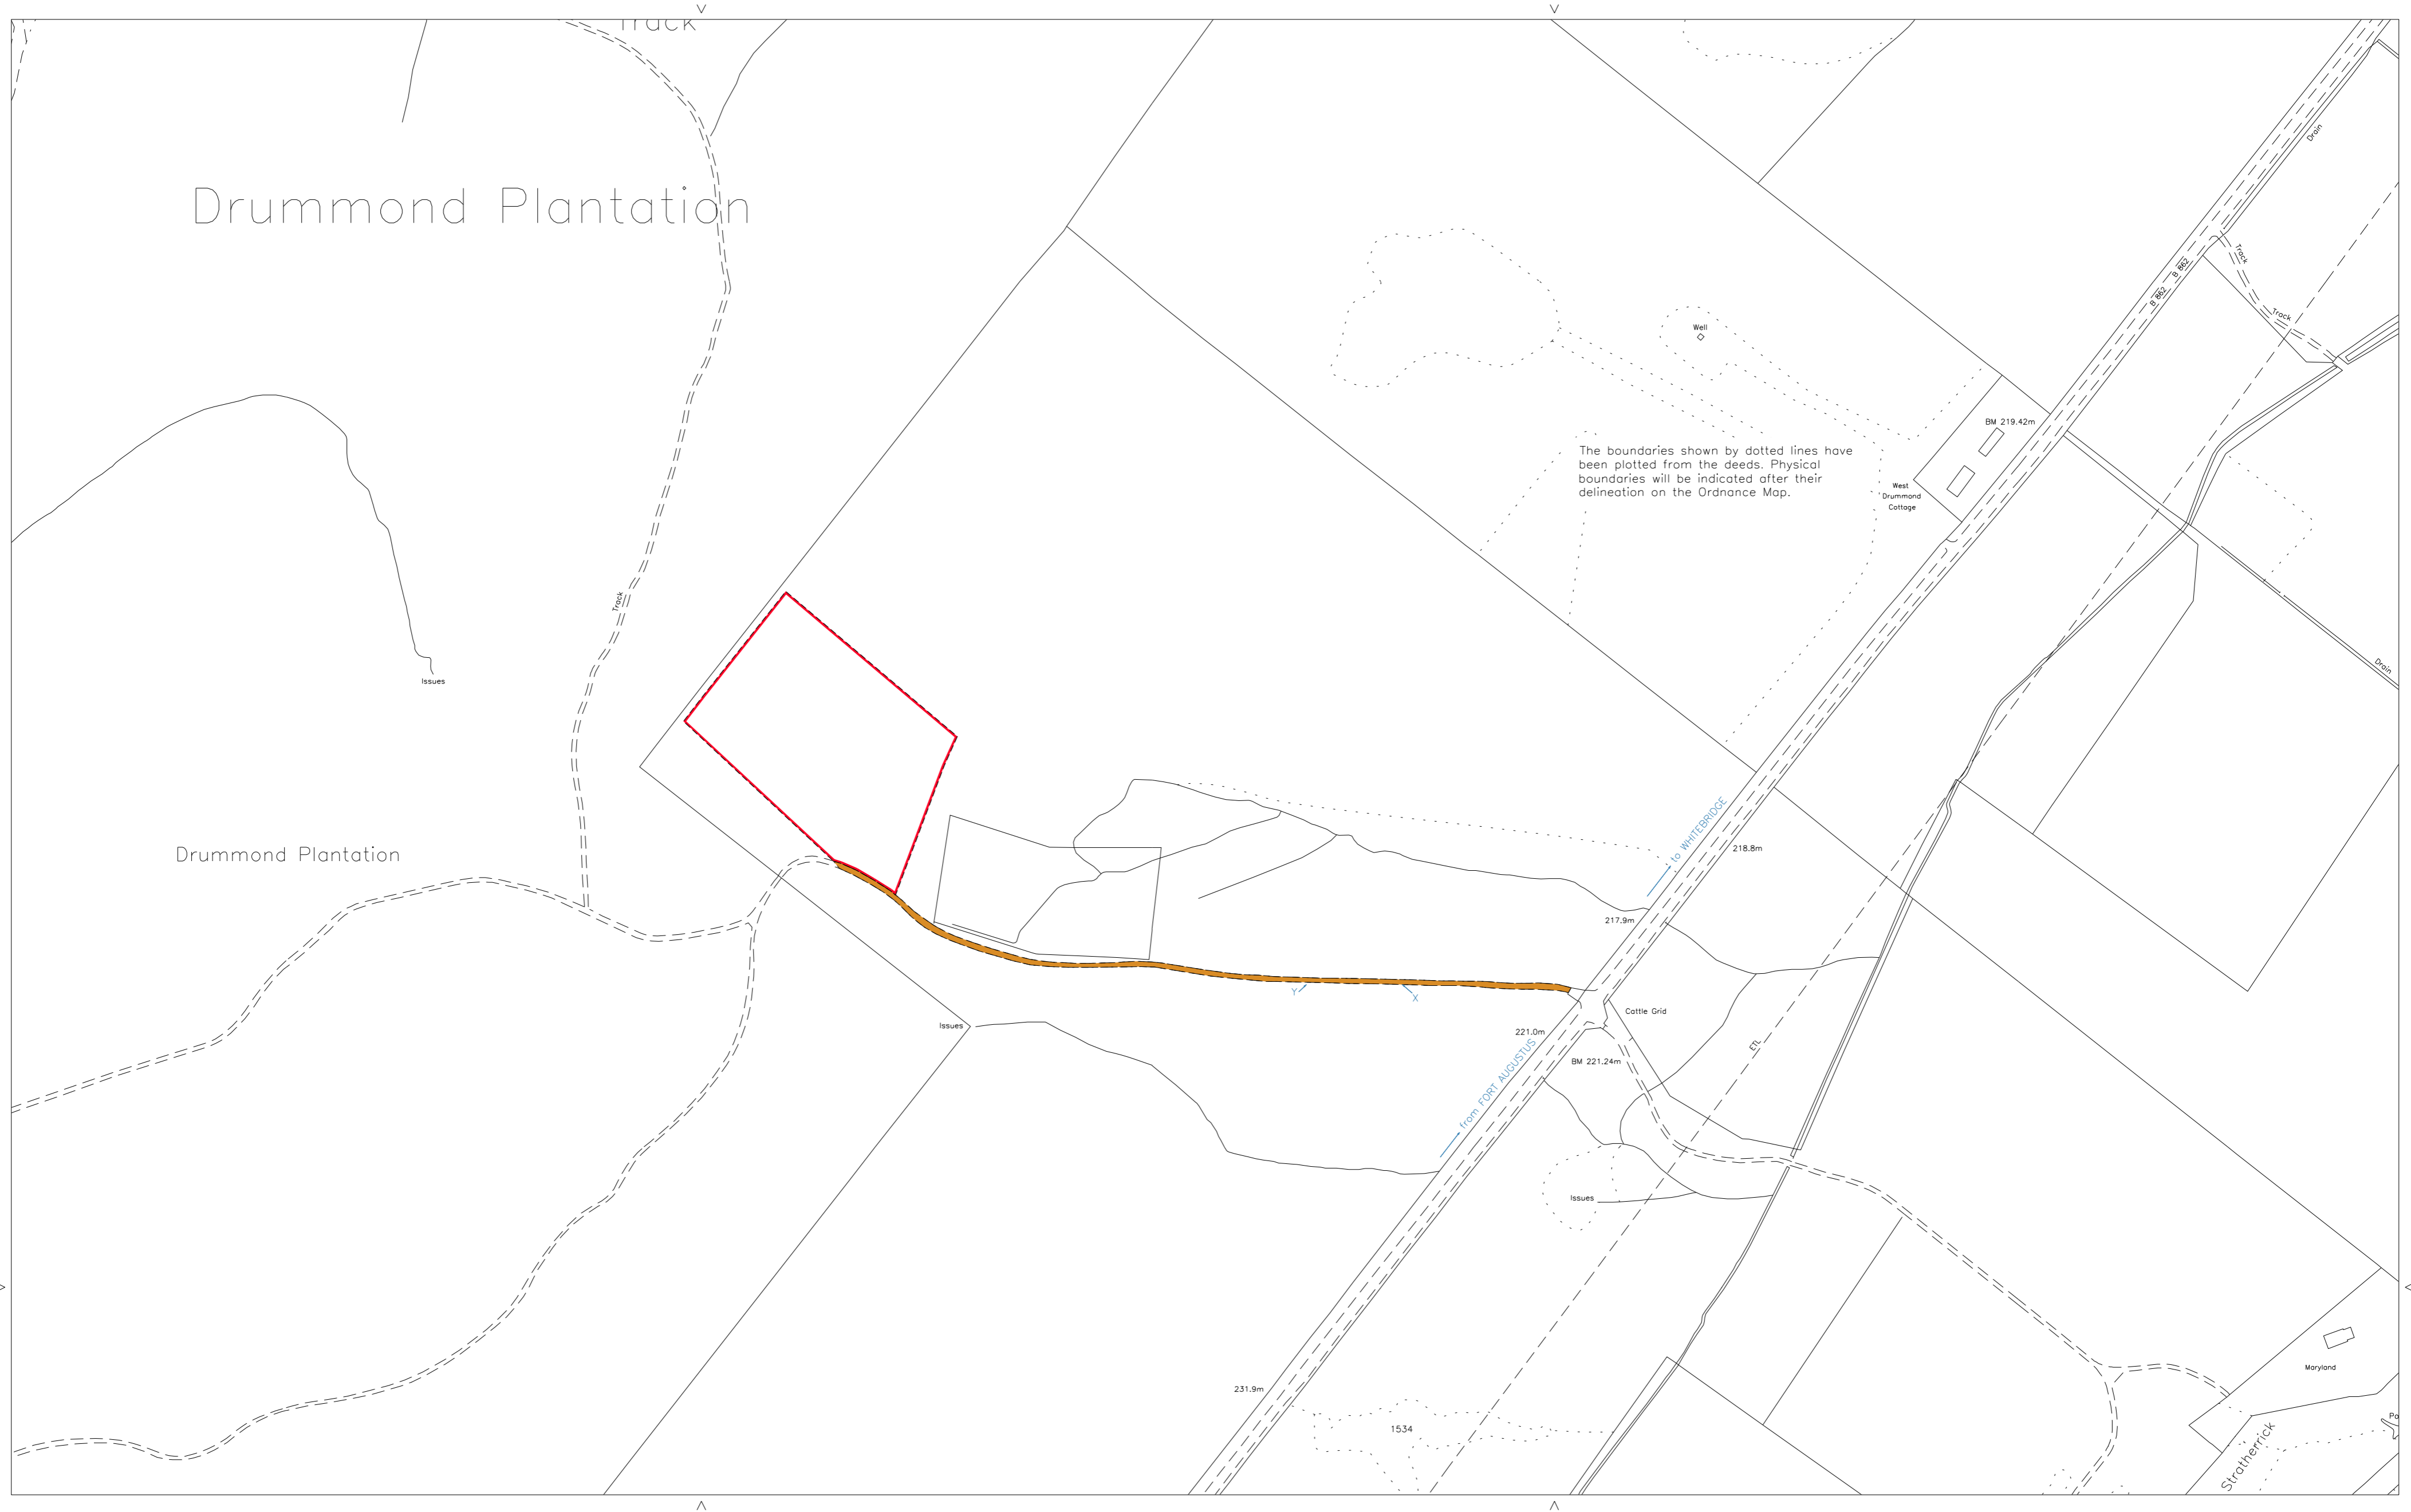 Track
Drain
Drummond Plantation
B 862
Track
B 862
Track
Well
BM 219.42m
The boundaries shown by dotted lines have
been plotted from the deeds. Physical
boundaries will be indicated after their
delineation on the Ordnance Map.
West
Drummond
Cottage
Track
Issues
Drain
to WHITEBRIDGE
218.8m
Drummond Plantation
217.9m
Y
X
Cattle Grid
Issues
221.0m
ETL
BM 221.24m
from FORT AUGUSTUS
Issues
Maryland
231.9m
1534
Po
Stratherrick